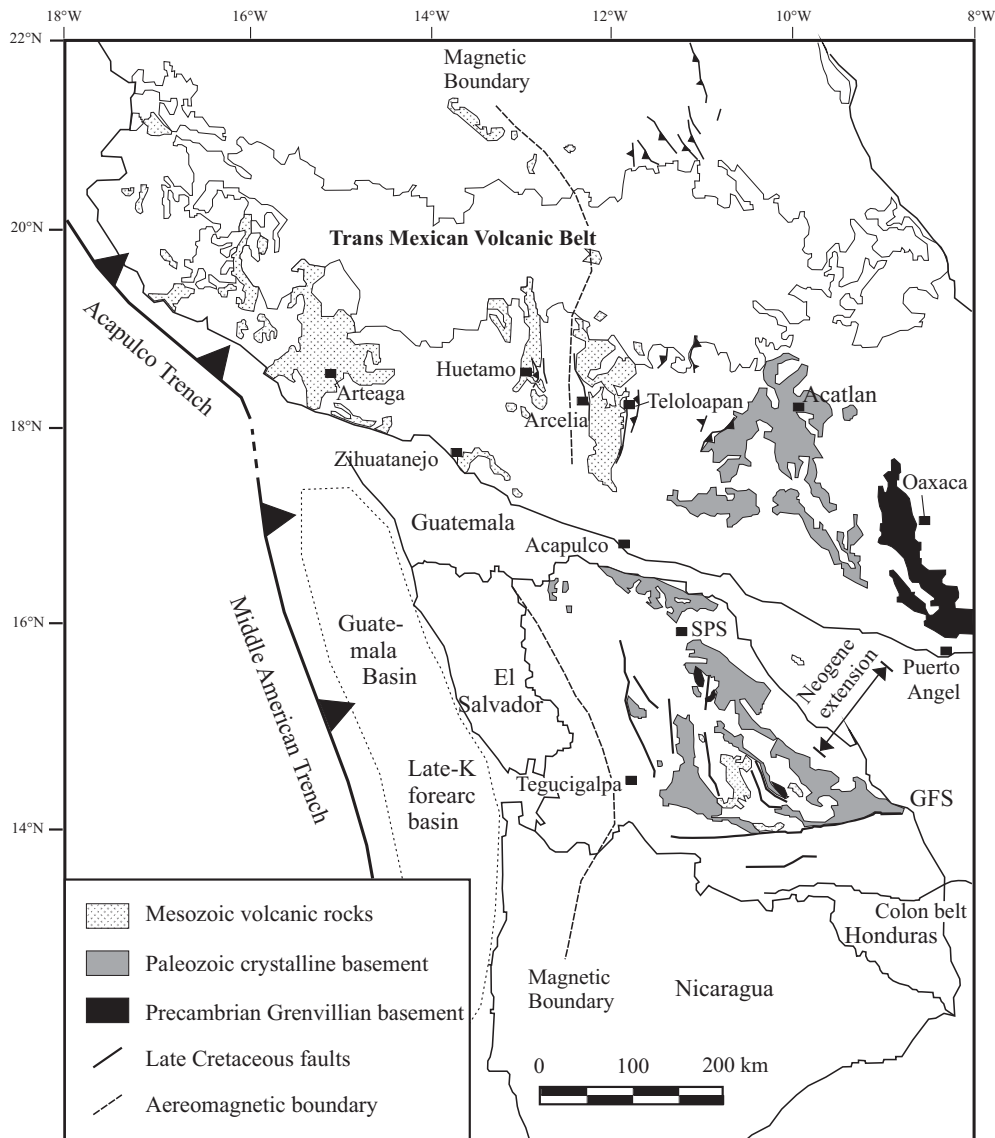 18°W
16°W
14°W
12°W
10°W
8°W
22°N
Magnetic
Boundary
20°N
Trans Mexican Volcanic Belt
Acapulco Trench
Huetamo
Arteaga
Arcelia
Teloloapan
Acatlan
18°N
Zihuatanejo
Oaxaca
Guatemala
Acapulco
16°N
SPS
Middle American Trench
Guate-
mala
Basin
El
Salvador
Neogene
extension
Puerto
Angel
Late-K
forearc
basin
Tegucigalpa
GFS
14°N
Colon belt
Honduras
Magnetic
Boundary
Nicaragua
Mesozoic volcanic rocks
Paleozoic crystalline basement
Precambrian Grenvillian basement
Late Cretaceous faults
Aereomagnetic boundary
0 100 200 km